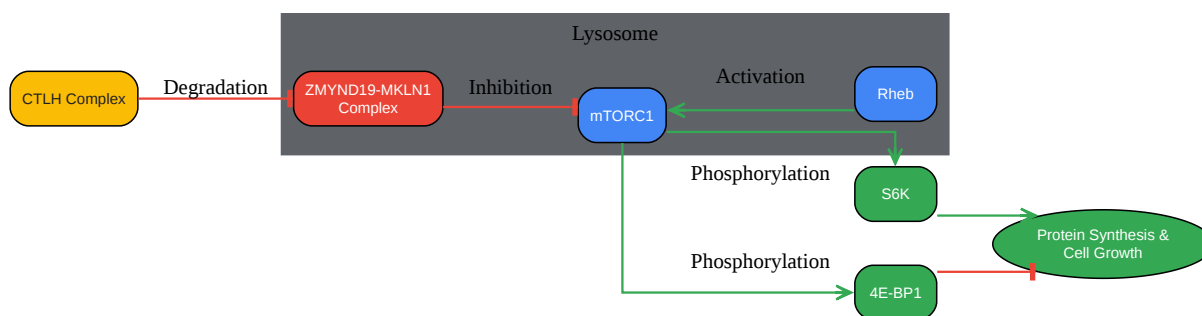 Lysosome
CTLH Complex
Degradation
ZMYND19-MKLN1
Complex
Inhibition
mTORC1
Activation
Rheb
Phosphorylation
S6K
Protein Synthesis &
Cell Growth
Phosphorylation
4E-BP1